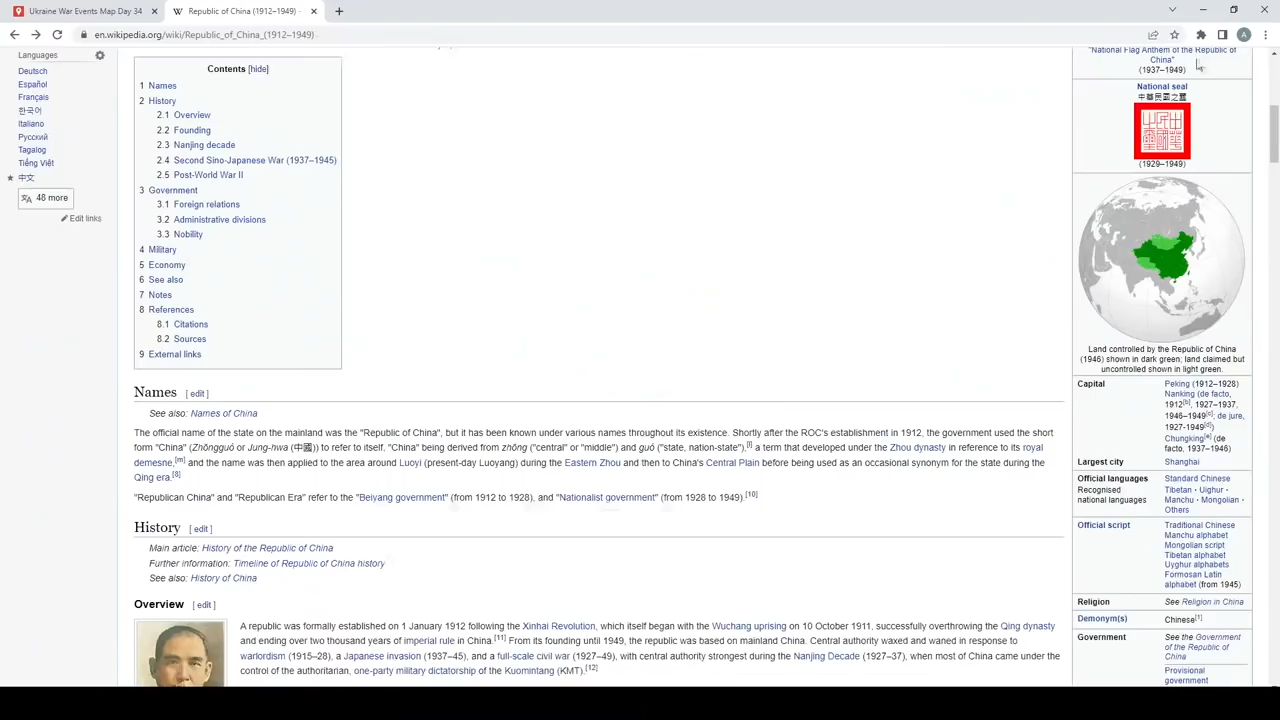 Ukraine War Events Map Day 34
Republic of China (1912–1949) -
en.wikipedia.org/wiki/Republic_of_China_(1912–1949)
A
Languages
Deutsch
Español
Français
한국어
Italiano
Русский
Tagalog
Tiếng Việt
中文
48 more
Edit links
Contents [hide]
1 Names
2 History
2.1 Overview
2.2 Founding
2.3 Nanjing decade
2.4 Second Sino-Japanese War (1937–1945)
2.5 Post-World War II
3 Government
3.1 Foreign relations
3.2 Administrative divisions
3.3 Nobility
4 Military
5 Economy
6 See also
7 Notes
8 References
8.1 Citations
8.2 Sources
9 External links
Names [ edit ]
See also: Names of China
The official name of the state on the mainland was the "Republic of China", but it has been known under various names throughout its existence. Shortly after the ROC's establishment in 1912, the government used the short
form "China" (Zhōngguó or Jung-hwa (中國)) to refer to itself. "China" being derived from zhōng ("central" or "middle") and guó ("state, nation-state"),[l] a term that developed under the Zhou dynasty in reference to its royal
demesne,[m] and the name was then applied to the area around Luoyi (present-day Luoyang) during the Eastern Zhou and then to China's Central Plain before being used as an occasional synonym for the state during the
Qing era.[9]
"Republican China" and "Republican Era" refer to the "Beiyang government" (from 1912 to 1928), and "Nationalist government" (from 1928 to 1949).[10]
History [ edit ]
Main article: History of the Republic of China
Further information: Timeline of Republic of China history
See also: History of China
Overview [ edit ]
A republic was formally established on 1 January 1912 following the Xinhai Revolution, which itself began with the Wuchang uprising on 10 October 1911, successfully overthrowing the Qing dynasty
and ending over two thousand years of imperial rule in China.[11] From its founding until 1949, the republic was based on mainland China. Central authority waxed and waned in response to
warlordism (1915–28), a Japanese invasion (1937–45), and a full-scale civil war (1927–49), with central authority strongest during the Nanjing Decade (1927–37), when most of China came under the
control of the authoritarian, one-party military dictatorship of the Kuomintang (KMT).[12]
"National Flag Anthem of the Republic of
China"
(1937–1949)
National seal
中華民國之璽
(1929–1949)
Land controlled by the Republic of China
(1946) shown in dark green; land claimed but
uncontrolled shown in light green.
Capital
Peking (1912–1928)
Nanking (de facto,
1912[b], 1927–1937,
1946–1949[c]; de jure,
1927-1949[d])
Chungking[e] (de
facto, 1937–1946)
Largest city Shanghai
Official languages Standard Chinese
Recognised Tibetan · Uighur ·
national languages Manchu · Mongolian ·
Others
Official script Traditional Chinese
Manchu alphabet
Mongolian script
Tibetan alphabet
Uyghur alphabets
Formosan Latin
alphabet (from 1945)
Religion See Religion in China
Demonym(s) Chinese[1]
Government See the Government
of the Republic of
China
Provisional
government